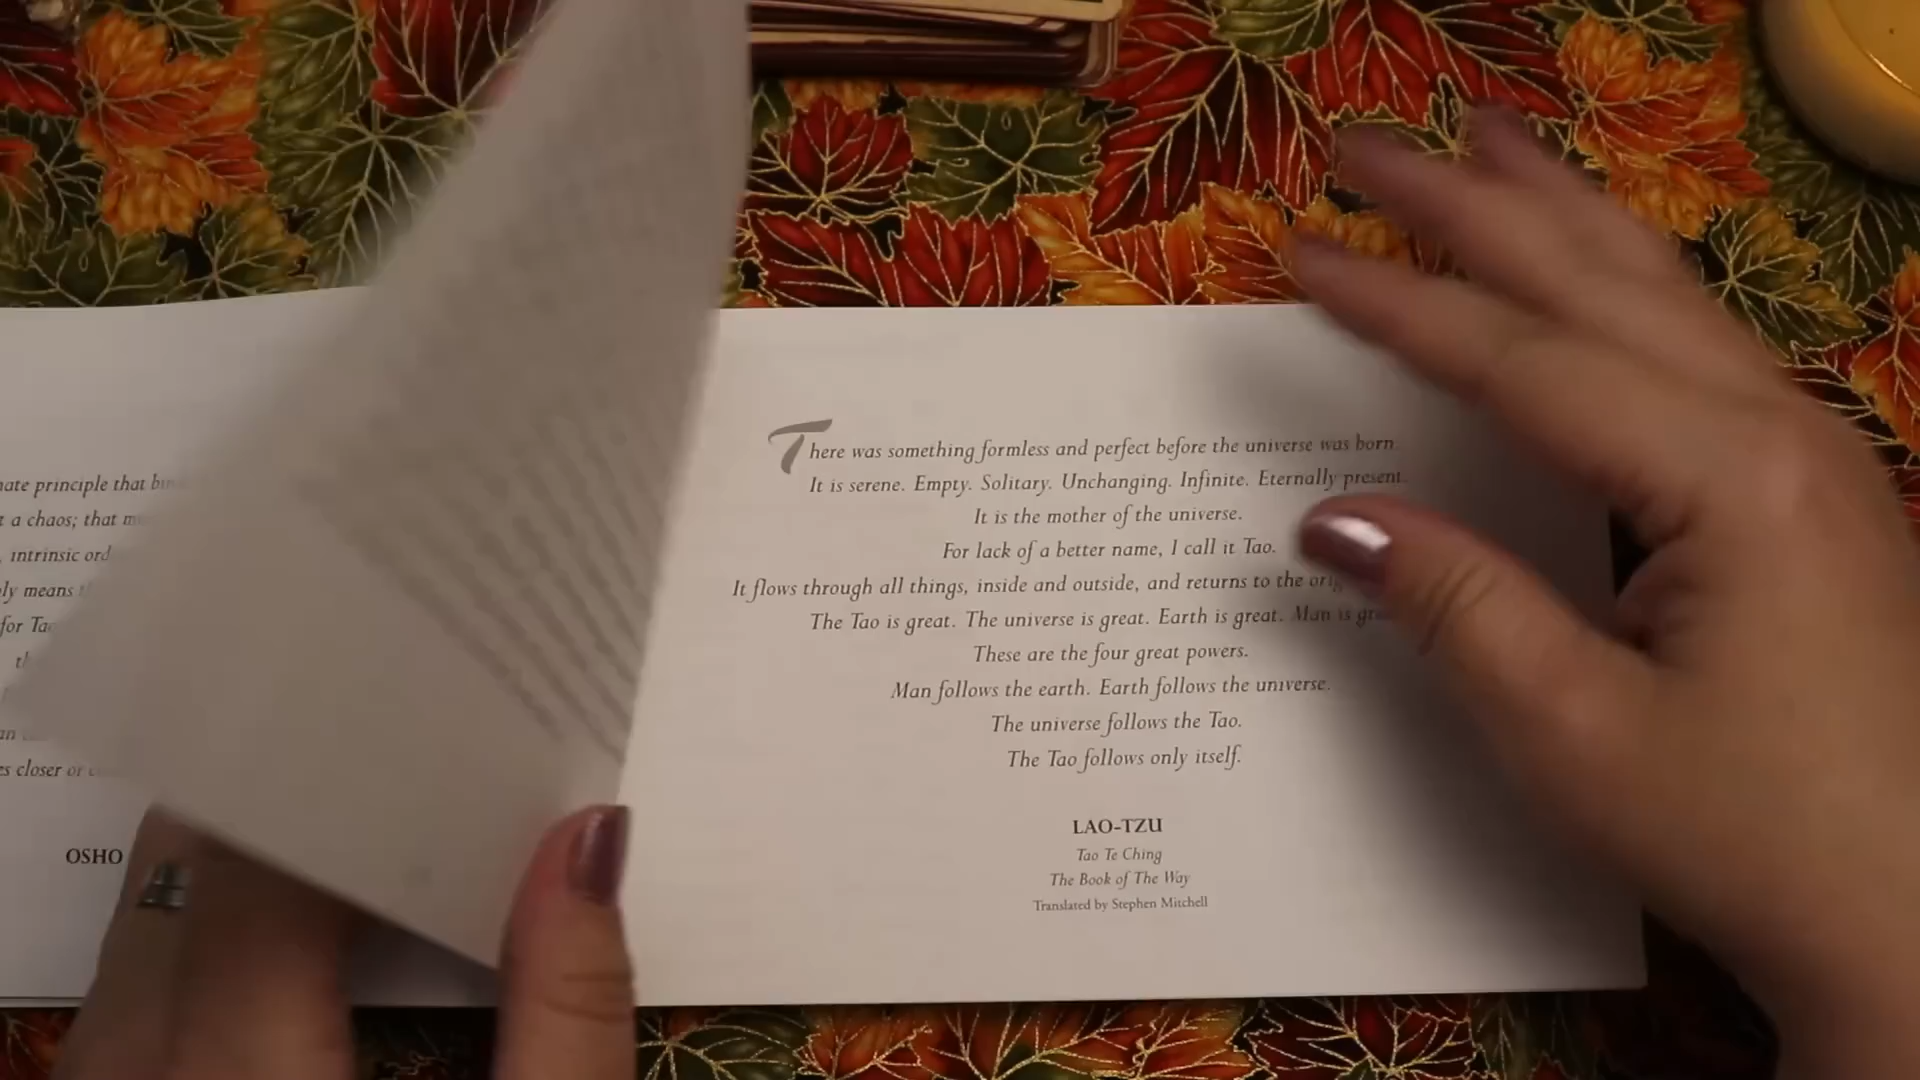 nate principle that
t a chaos; that
intrinsic
ly means
for
closer or
OSHO
There was something formless and perfect before the universe was born.
It is serene. Empty. Solitary. Unchanging. Infinite. Eternally present.
It is the mother of the universe.
For lack of a better name, I call it Tao.
It flows through all things, inside and outside, and returns to the
The Tao is great. The universe is great. Earth is great. Man is
These are the four great powers.
Man follows the earth. Earth follows the universe.
The universe follows the Tao.
The Tao follows only itself.
LAO-TZU
Tao Te Ching
The Book of The Way
Translated by Stephen Mitchell